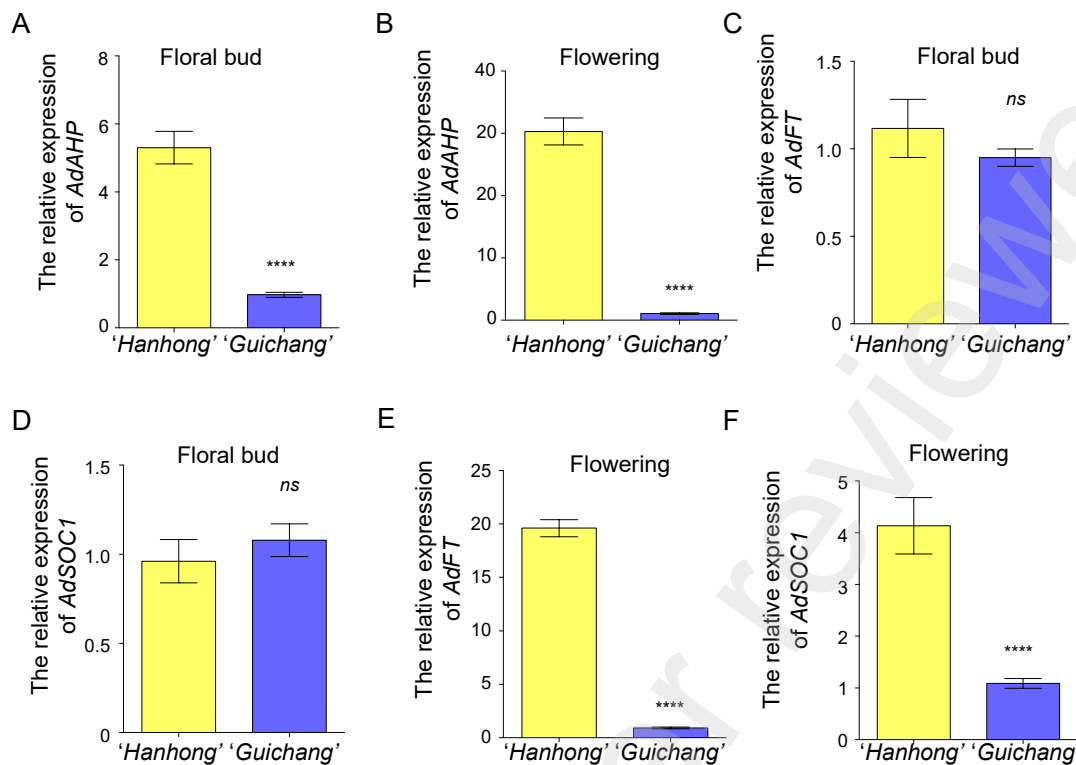 A
Floral bud
The relative expression
of AdAHP
8
6
4
2
0
****
'Hanhong' 'Guichang'
B
Flowering
The relative expression
of AdAHP
40
20
20
10
0
****
'Hanhong' 'Guichang'
C
Floral bud
The relative expression
of AdFT
1.5
1.0
0.5
0
ns
'Hanhong' 'Guichang'
D
Floral bud
The relative expression
of AdSOC1
1.5
1.0
0.5
0
ns
'Hanhong' 'Guichang'
E
Flowering
The relative expression
of AdFT
25
20
15
10
5
0
****
'Hanhong' 'Guichang'
F
Flowering
The relative expression
of AdSOC1
5
4
4
2
1
0
****
'Hanhong' 'Guichang
r reviewe